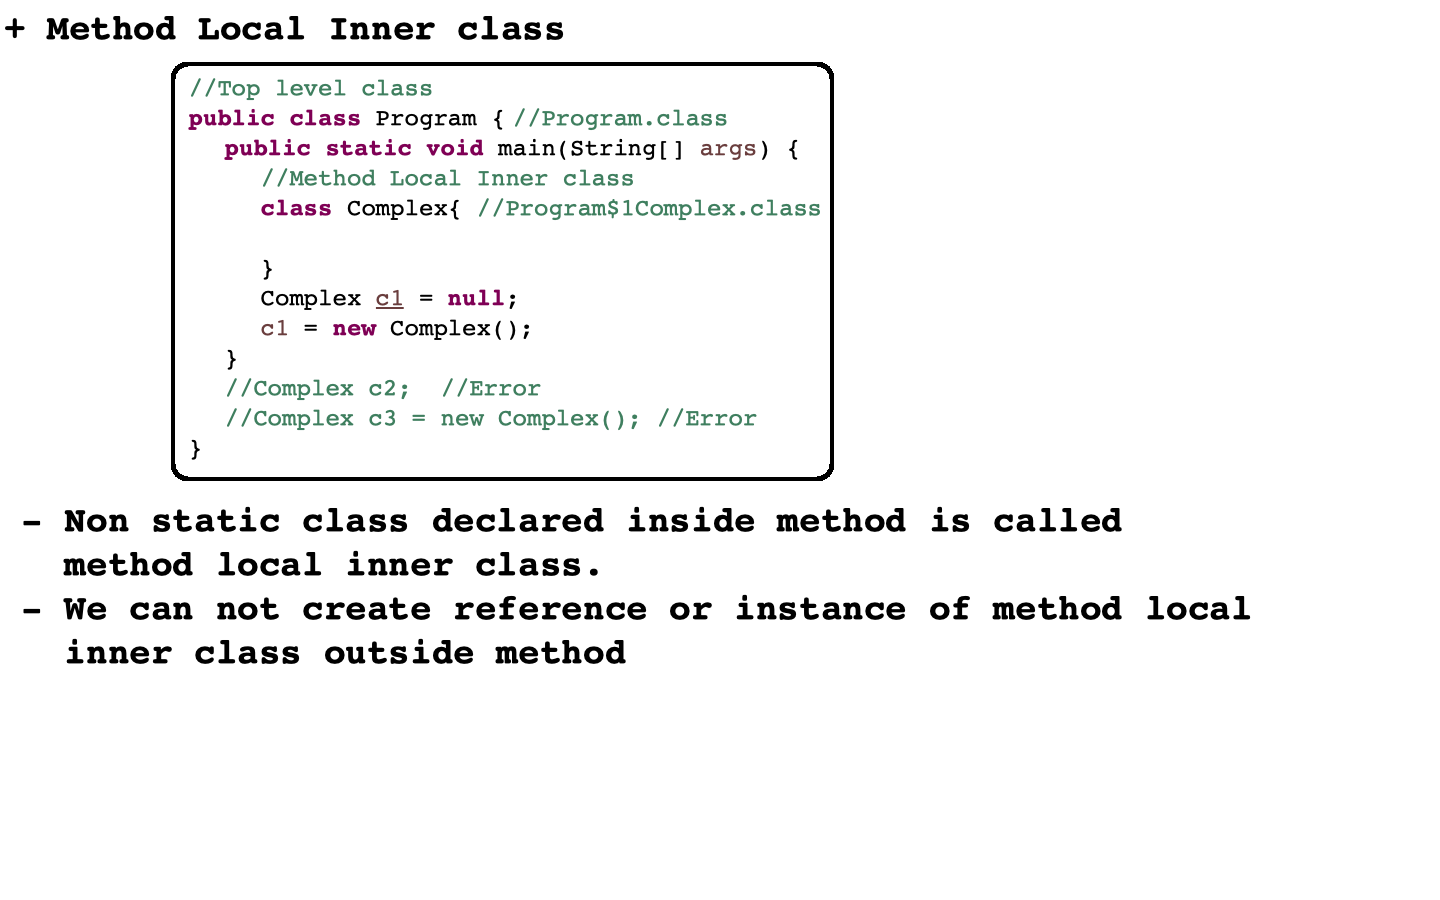 + Method Local Inner class
//Top level class
public class Program { //Program.class
public static void main(String[] args) {
//Method Local Inner class
class Complex{ //Program$1Complex.class
}
Complex c1 = null;
c1 = new Complex();
}
//Complex c2;  //Error
//Complex c3 = new Complex(); //Error
}
- Non static class declared inside method is called
method local inner class.
- We can not create reference or instance of method local
inner class outside method